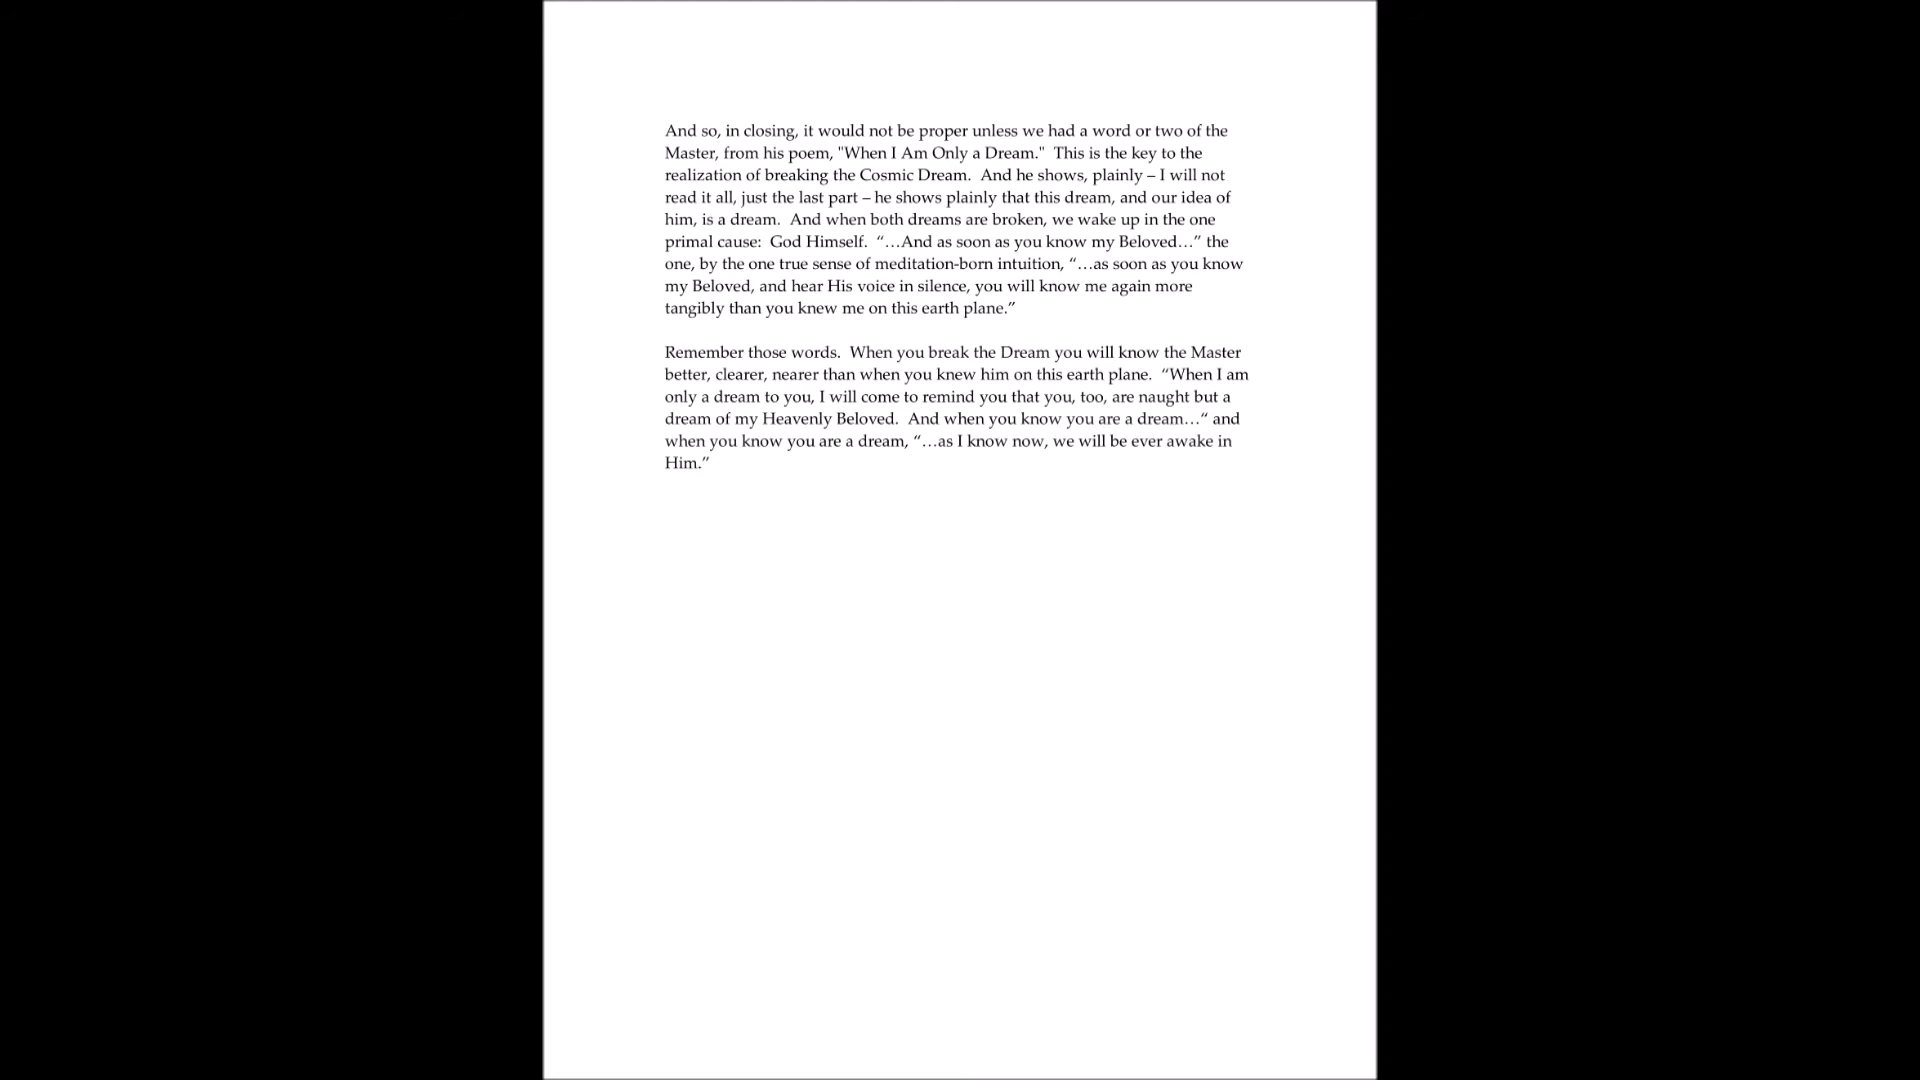 And so, in closing, it would not be proper unless we had a word or two of the
Master, from his poem, "When I Am Only a Dream."  This is the key to the
realization of breaking the Cosmic Dream.  And he shows, plainly – I will not
read it all, just the last part – he shows plainly that this dream, and our idea of
him, is a dream.  And when both dreams are broken, we wake up in the one
primal cause:  God Himself.  “…And as soon as you know my Beloved…” the
one, by the one true sense of meditation-born intuition, “…as soon as you know
my Beloved, and hear His voice in silence, you will know me again more
tangibly than you knew me on this earth plane.”
Remember those words.  When you break the Dream you will know the Master
better, clearer, nearer than when you knew him on this earth plane.  “When I am
only a dream to you, I will come to remind you that you, too, are naught but a
dream of my Heavenly Beloved.  And when you know you are a dream…“ and
when you know you are a dream, “…as I know now, we will be ever awake in
Him.”